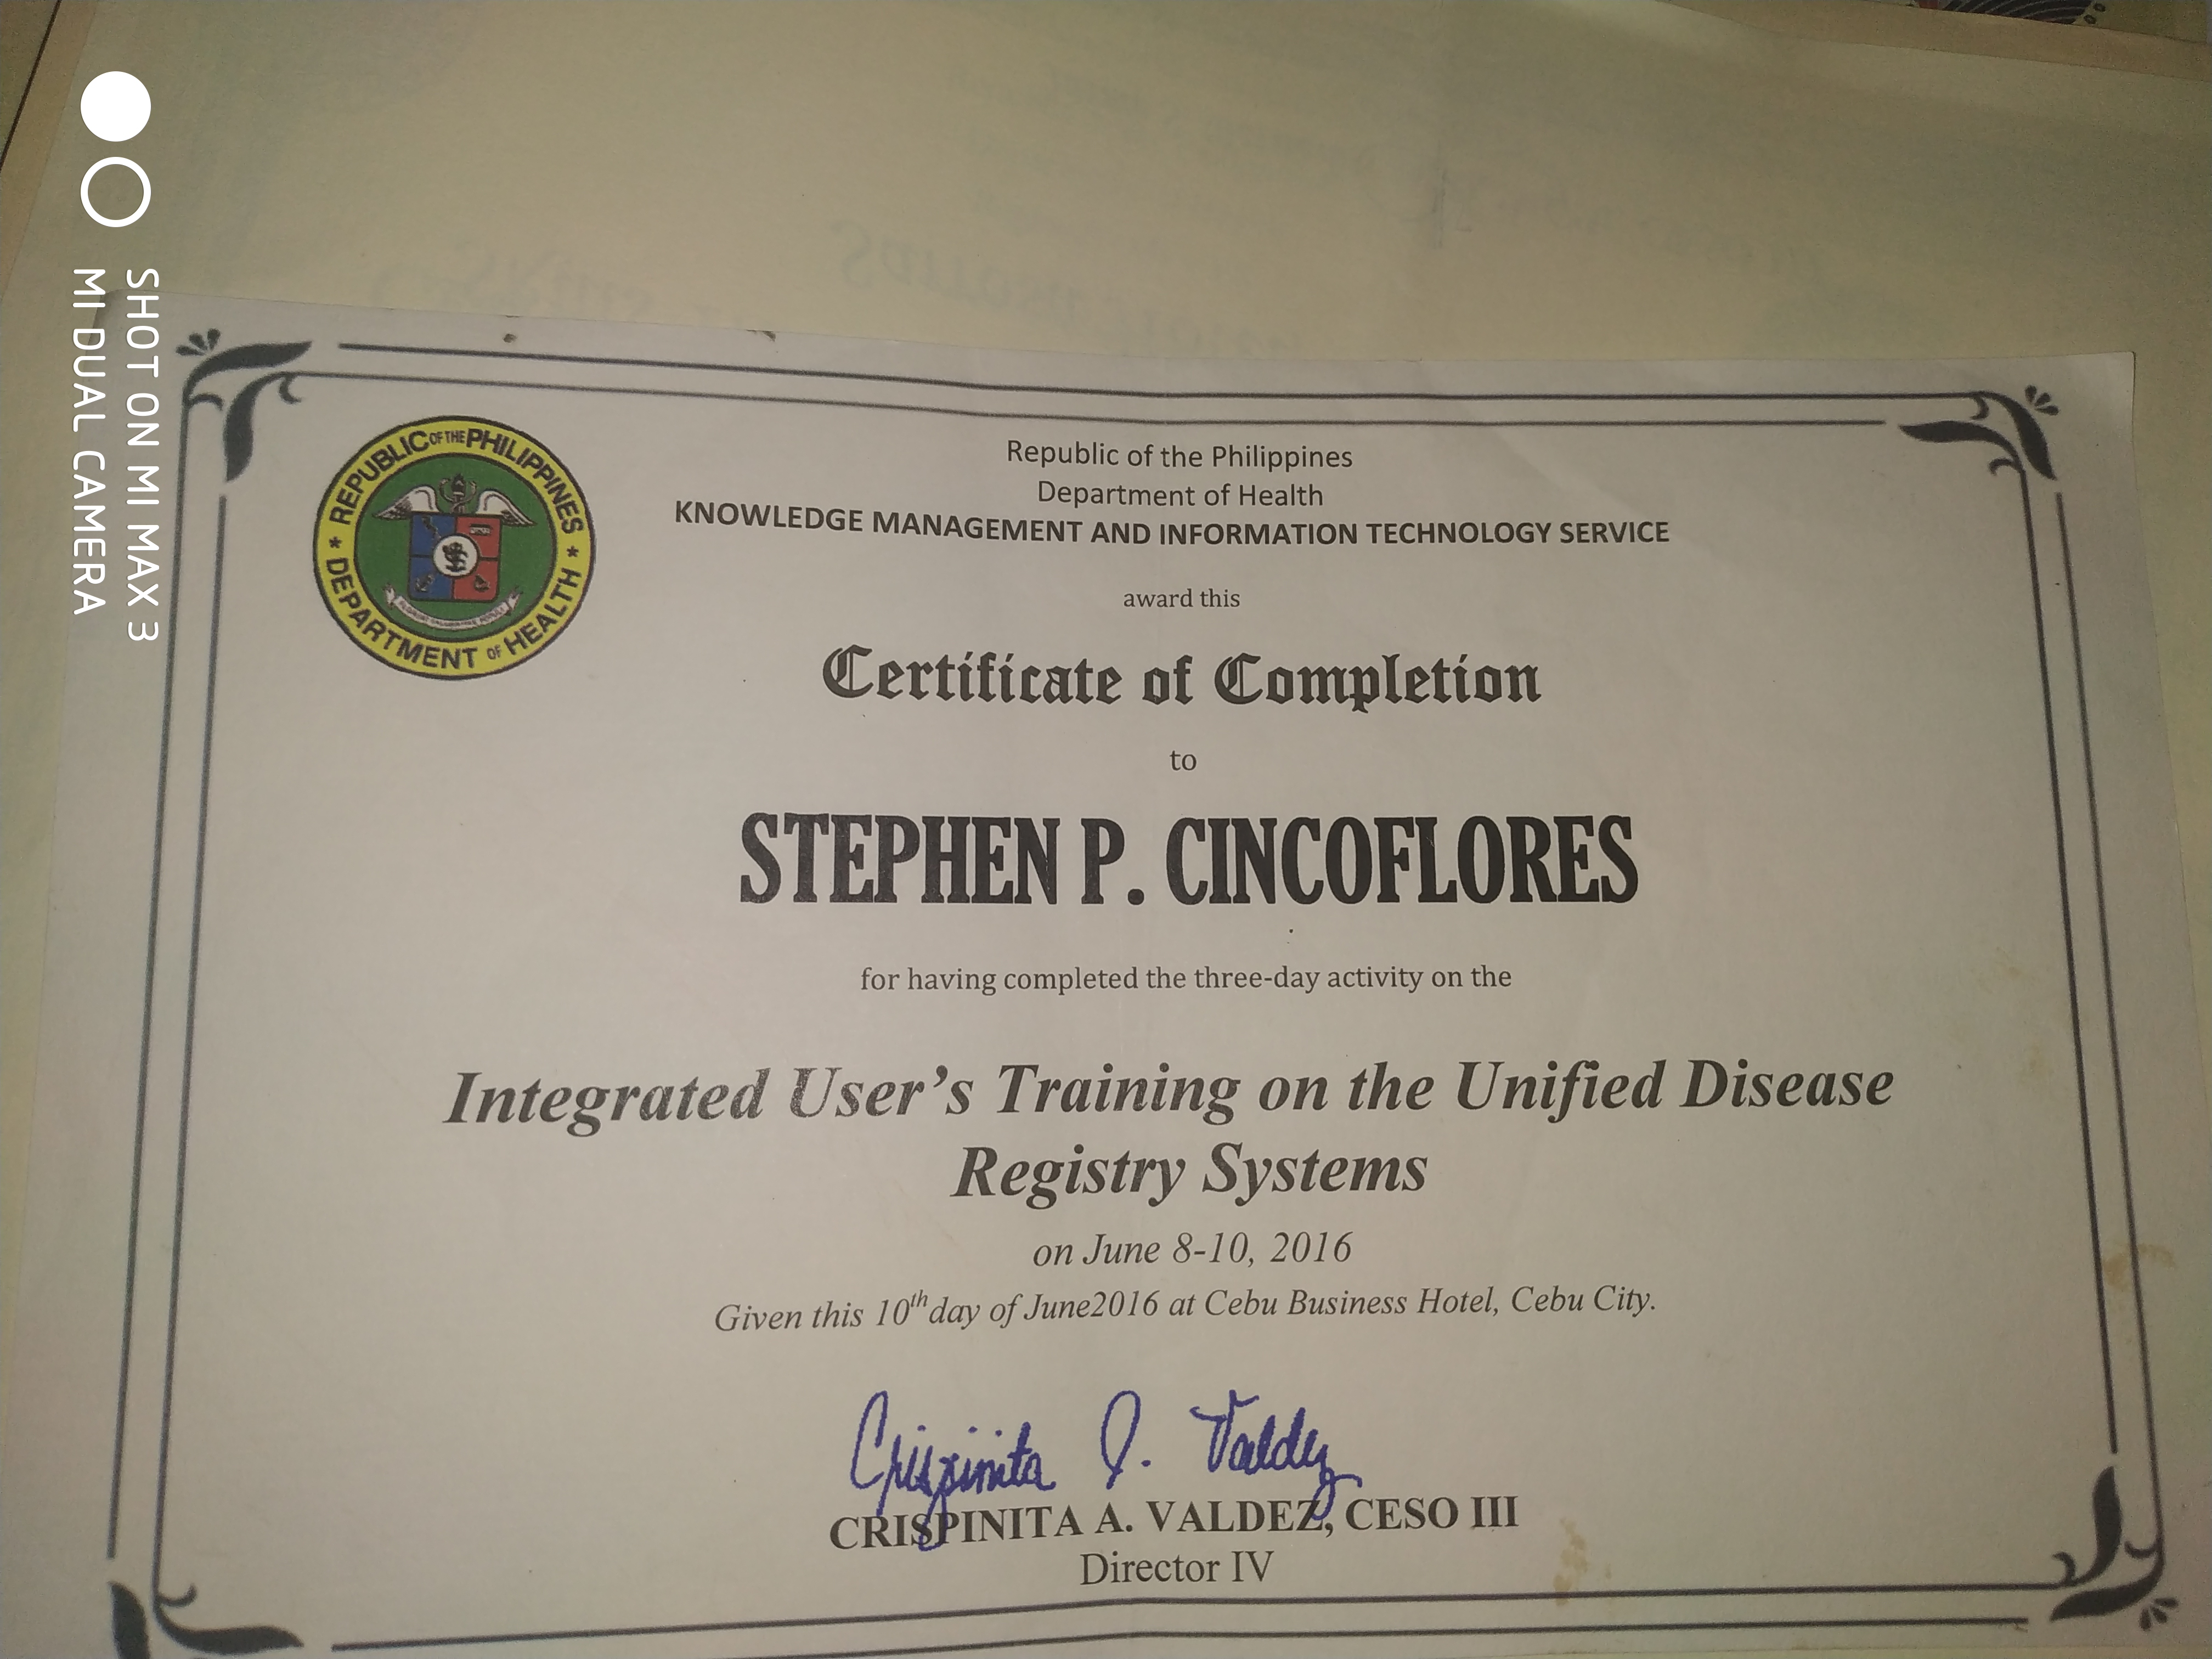 REPUBLIC OF THE PHILIPPINES * DEPARTMENT OF HEALTH *
Republic of the Philippines
Department of Health
KNOWLEDGE MANAGEMENT AND INFORMATION TECHNOLOGY SERVICE
award this
Certificate of Completion
to
STEPHEN P. CINCOFLORES
for having completed the three-day activity on the
Integrated User's Training on the Unified Disease
Registry Systems
on June 8-10, 2016
Given this 10th day of June2016 at Cebu Business Hotel, Cebu City.
CRISPINITA A. VALDEZ, CESO III
Director IV
SHOT ON MI MAX 3
MI DUAL CAMERA